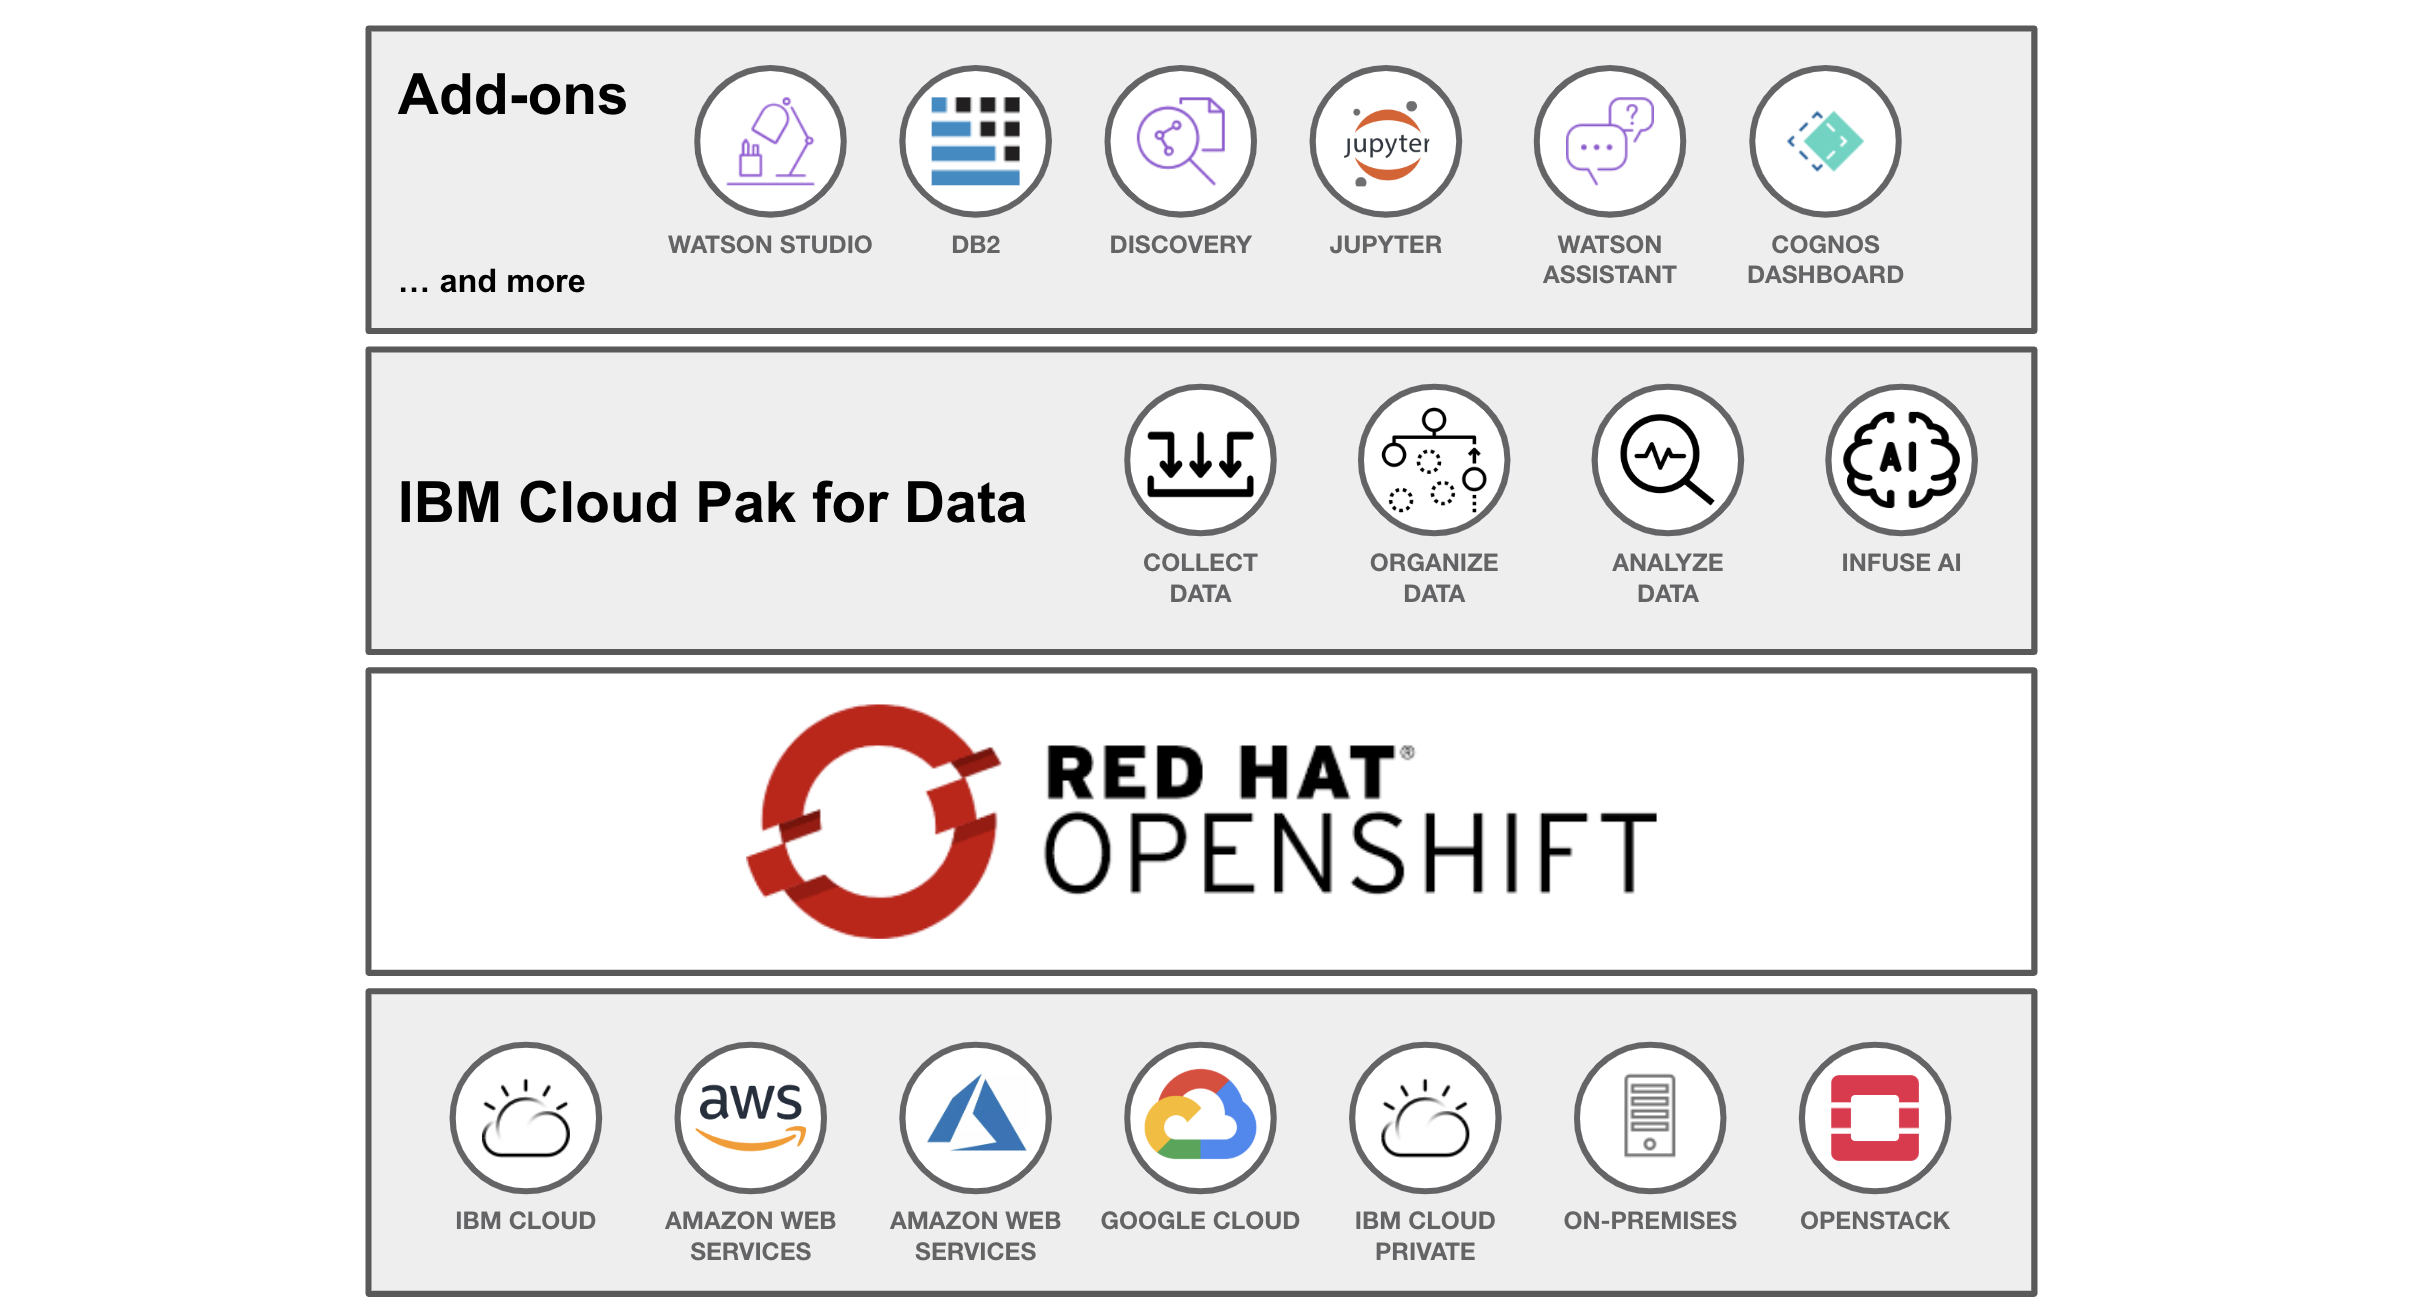 Add-ons
WATSON STUDIO
DB2
DISCOVERY
jupyter
JUPYTER
?
WATSON
ASSISTANT
COGNOS
DASHBOARD
... and more
IBM Cloud Pak for Data
COLLECT
DATA
ORGANIZE
DATA
ANALYZE
DATA
AI
INFUSE AI
RED HAT®
OPENSHIFT
IBM CLOUD
aws
AMAZON WEB
SERVICES
AMAZON WEB
SERVICES
GOOGLE CLOUD
IBM CLOUD
PRIVATE
ON-PREMISES
OPENSTACK